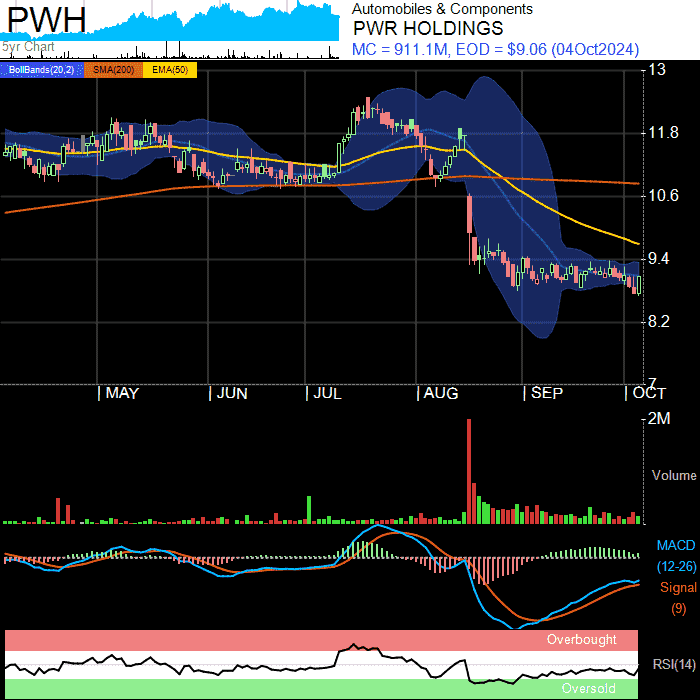 PWH
Automobiles & Components
PWR HOLDINGS
5yr Chart
MC = 911.1M, EOD = $9.06 (04Oct2024)
BollBands(20,2) SMA(200) EMA(50)
13
11.8
10.6
9.4
8.2
7
MAY JUN JUL AUG SEP OCT
2M
Volume
MACD
(12-26)
Signal
(9)
Overbought
RSI(14)
Oversold